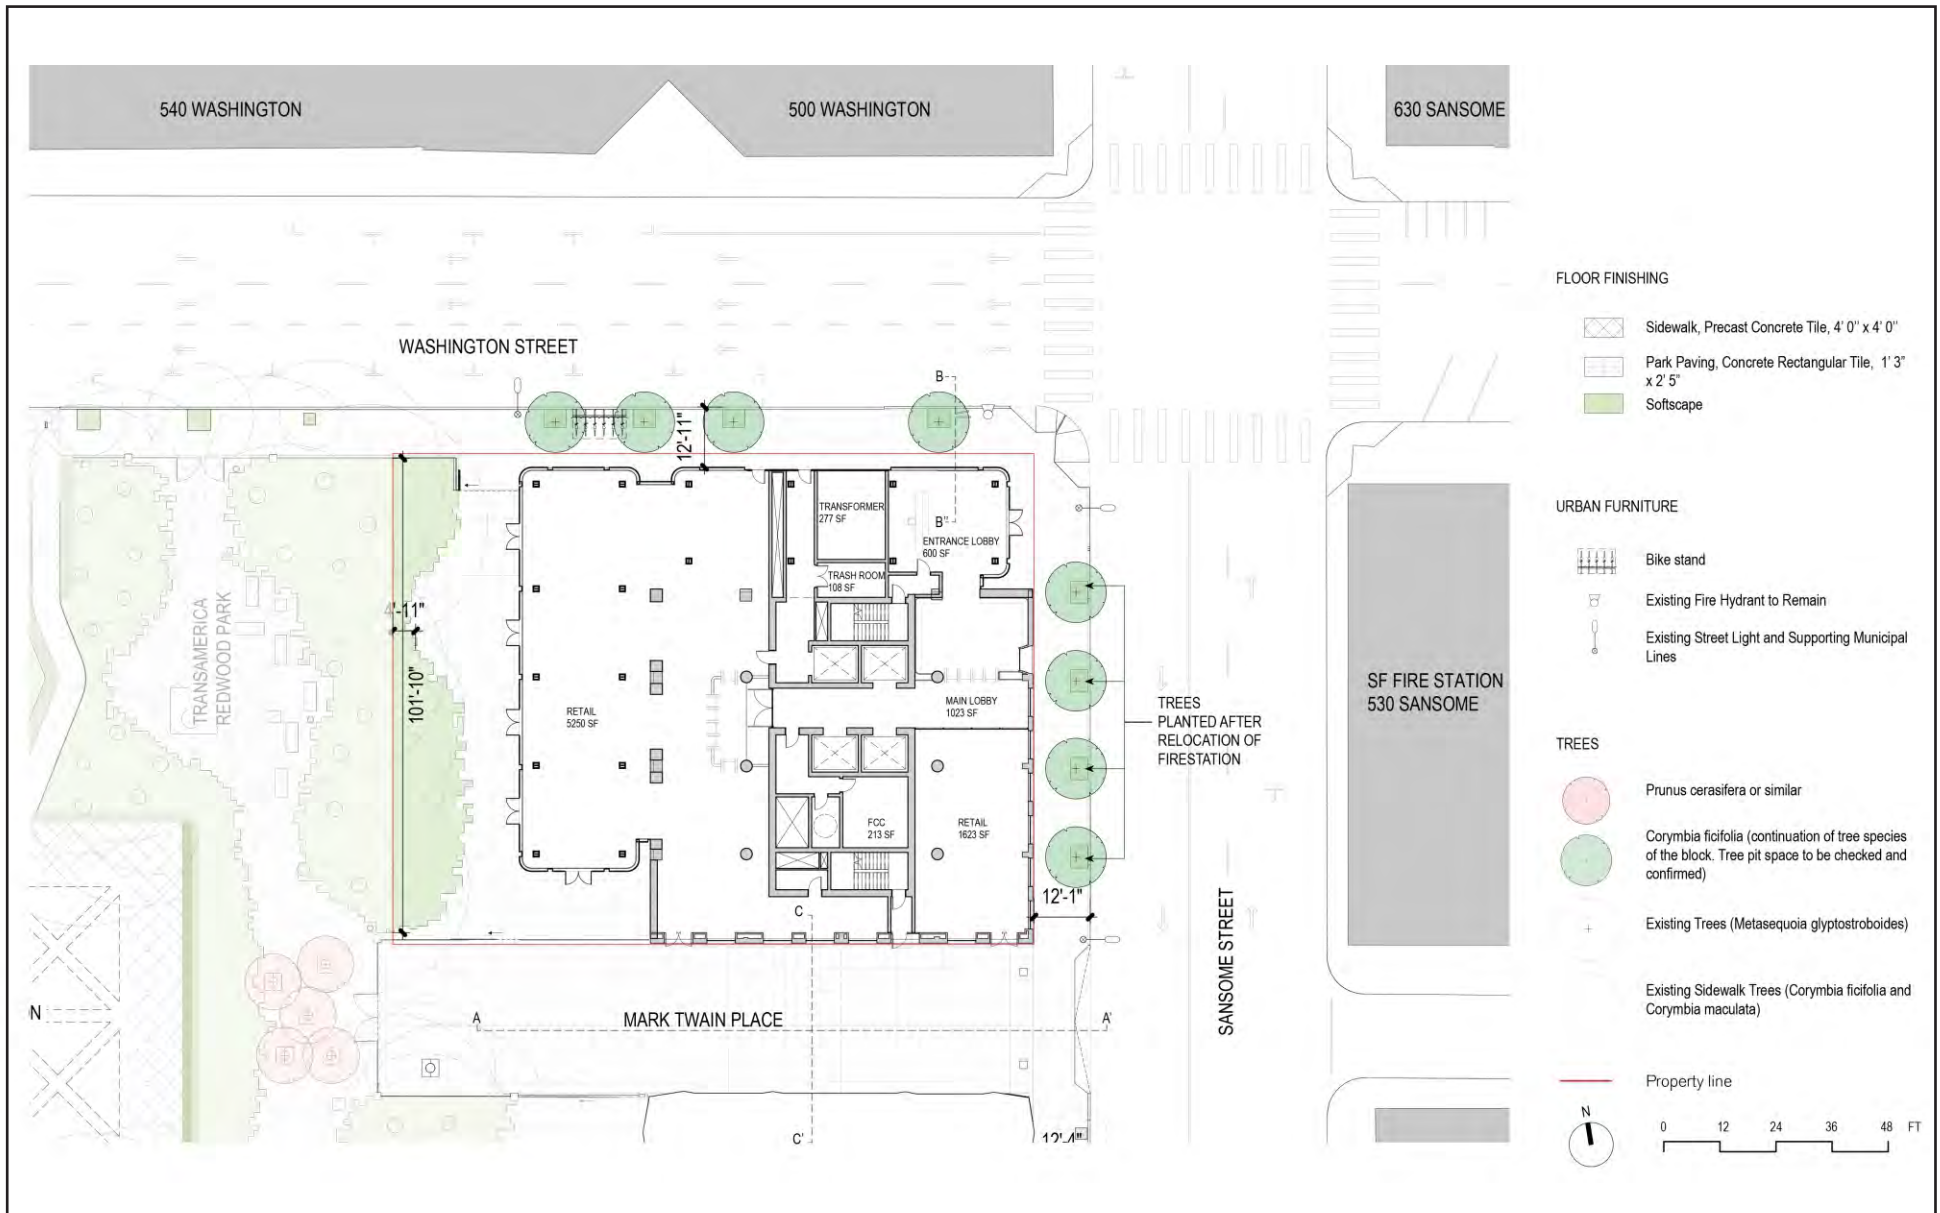 540 WASHINGTON
500 WASHINGTON
630 SANSOME
WASHINGTON STREET
B
12'-11"
TRANSFORMER
277 SF
B''
ENTRANCE LOBBY
600 SF
TRASH ROOM
108 SF
4'-11"
TRANSAMERICA
REDWOOD PARK
101'-10"
RETAIL
5250 SF
MAIN LOBBY
1023 SF
TREES
PLANTED AFTER
RELOCATION OF
FIRESTATION
SF FIRE STATION
530 SANSOME
FCC
213 SF
RETAIL
1623 SF
12'-1"
C
SANSOME STREET
N
A
MARK TWAIN PLACE
A'
C'
12'-4"
FLOOR FINISHING
Sidewalk, Precast Concrete Tile, 4' 0'' x 4' 0''
Park Paving, Concrete Rectangular Tile, 1' 3"
x 2' 5"
Softscape
URBAN FURNITURE
Bike stand
Existing Fire Hydrant to Remain
Existing Street Light and Supporting Municipal
Lines
TREES
Prunus cerasifera or similar
Corymbia ficifolia (continuation of tree species
of the block. Tree pit space to be checked and
confirmed)
Existing Trees (Metasequoia glyptostroboides)
Existing Sidewalk Trees (Corymbia ficifolia and
Corymbia maculata)
Property line
N
0 12 24 36 48 FT